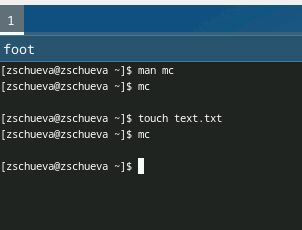 1
foot
[zschueva@zschueva ~]$ man mc
[zschueva@zschueva ~]$ mc
[zschueva@zschueva ~]$ touch text.txt
[zschueva@zschueva ~]$ mc
[zschueva@zschueva ~]$